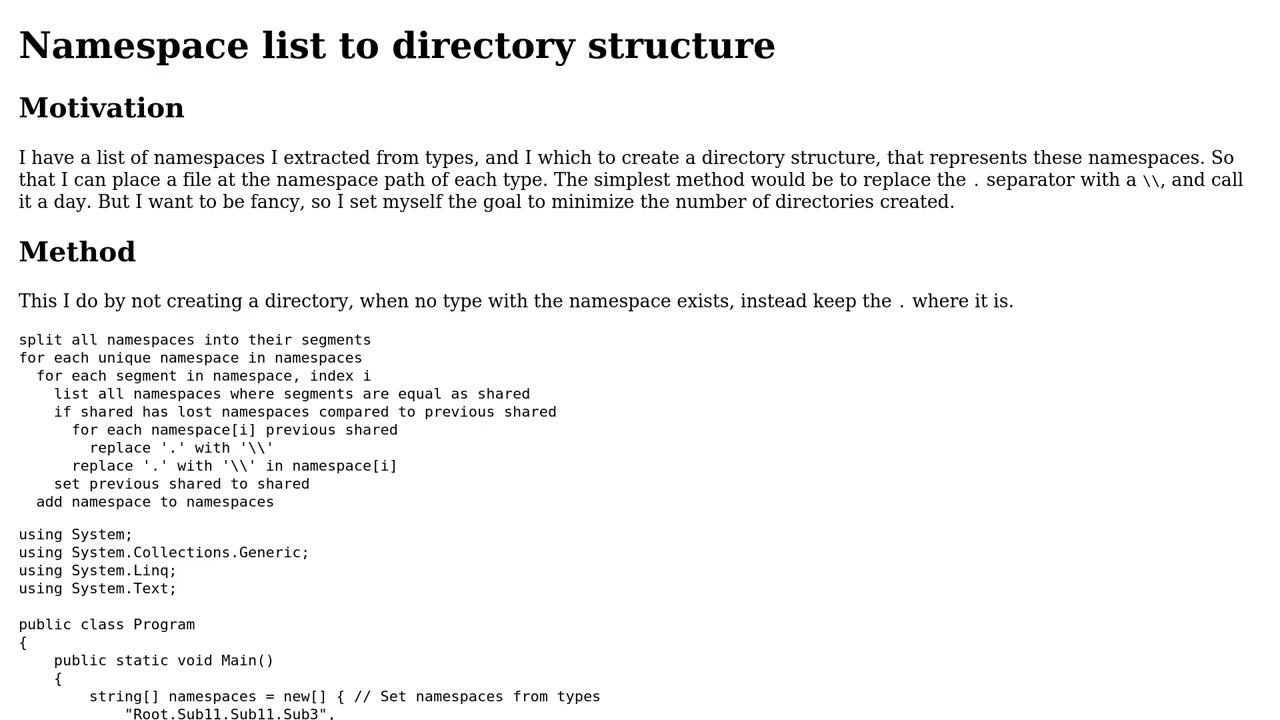 Namespace list to directory structure
Motivation
I have a list of namespaces I extracted from types, and I which to create a directory structure, that represents these namespaces. So
that I can place a file at the namespace path of each type. The simplest method would be to replace the . separator with a \\, and call
it a day. But I want to be fancy, so I set myself the goal to minimize the number of directories created.
Method
This I do by not creating a directory, when no type with the namespace exists, instead keep the . where it is.
split all namespaces into their segments
for each unique namespace in namespaces
  for each segment in namespace, index i
    list all namespaces where segments are equal as shared
    if shared has lost namespaces compared to previous shared
      for each namespace[i] previous shared
        replace '.' with '\\'
      replace '.' with '\\' in namespace[i]
    set previous shared to shared
  add namespace to namespaces
using System;
using System.Collections.Generic;
using System.Linq;
using System.Text;
public class Program
{
    public static void Main()
    {
        string[] namespaces = new[] { // Set namespaces from types
            "Root.Sub11.Sub11.Sub3",